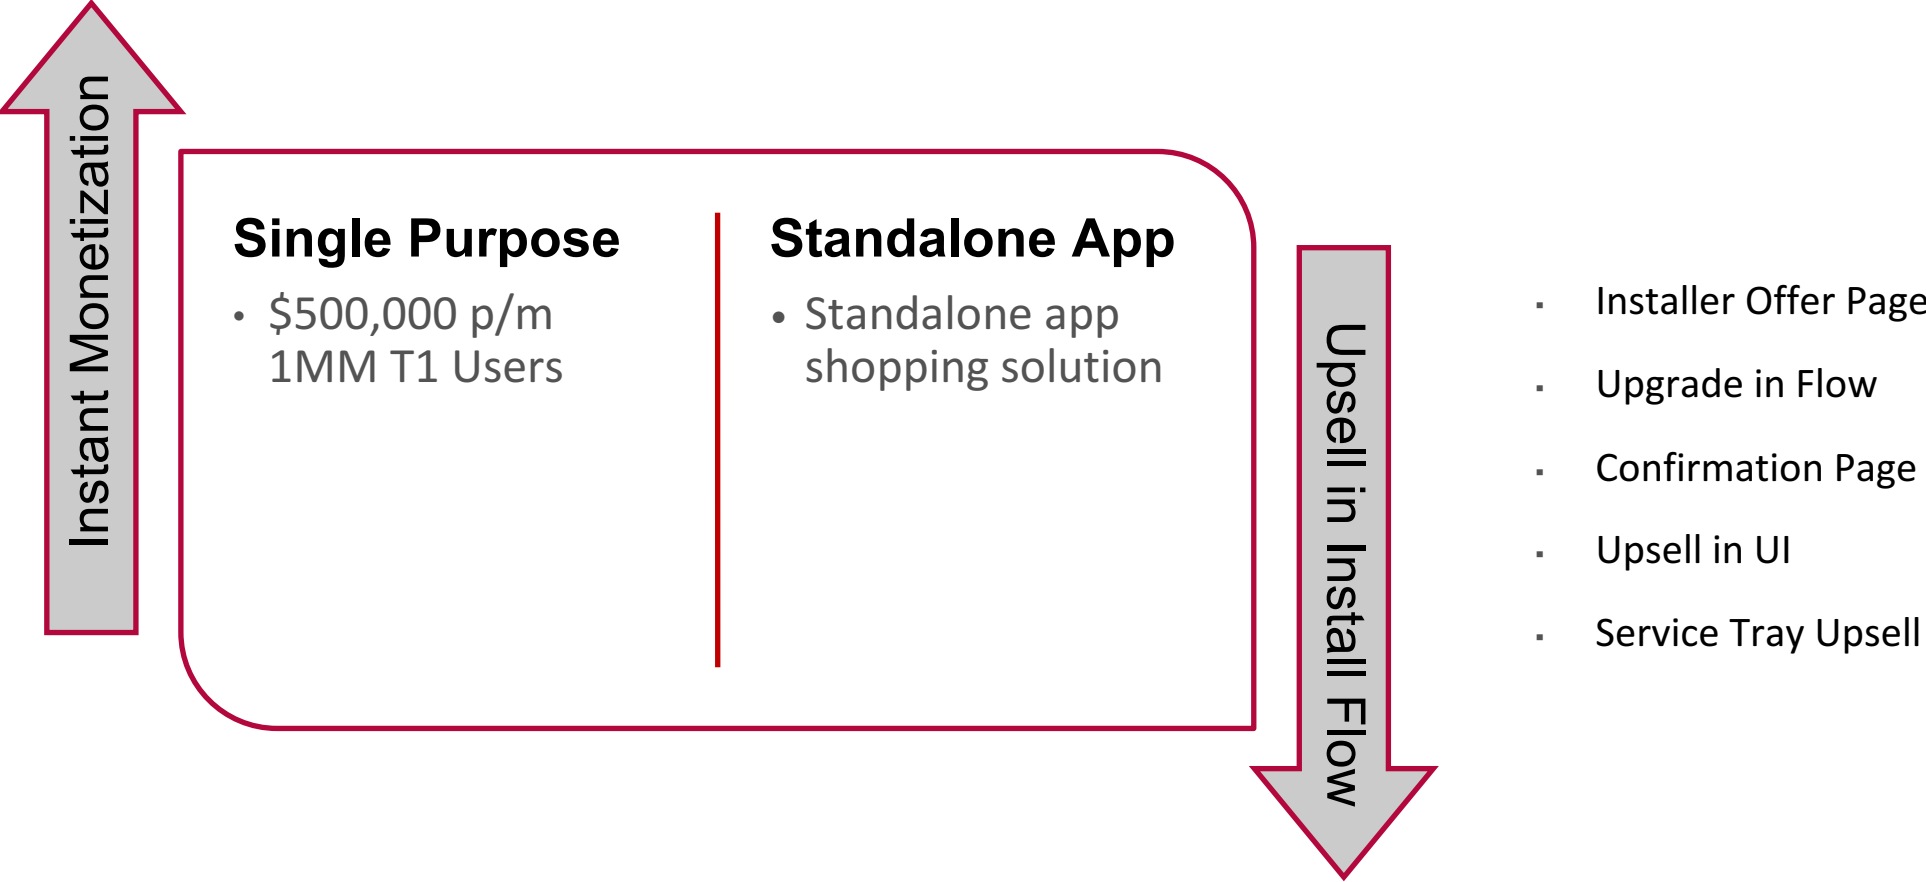 Instant Monetization
Single Purpose
• $500,000 p/m
1MM T1 Users
Standalone App
• Standalone app
shopping solution
Upsell in Install Flow
▪ Installer Offer Page
▪ Upgrade in Flow
▪ Confirmation Page
▪ Upsell in UI
▪ Service Tray Upsell